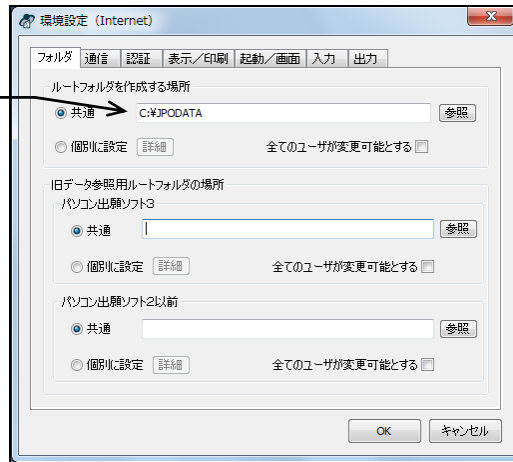 環境設定（Internet）
フォルダ 通信 認証 表示／印刷 起動／画面 入力 出力
ルートフォルダを作成する場所
共通 C:¥JPODATA 参照
個別に設定 詳細 全てのユーザが変更可能とする
旧データ参照用ルートフォルダの場所
パソコン出願ソフト3
共通 参照
個別に設定 詳細 全てのユーザが変更可能とする
パソコン出願ソフト2以前
共通 参照
個別に設定 詳細 全てのユーザが変更可能とする
OK キャンセル